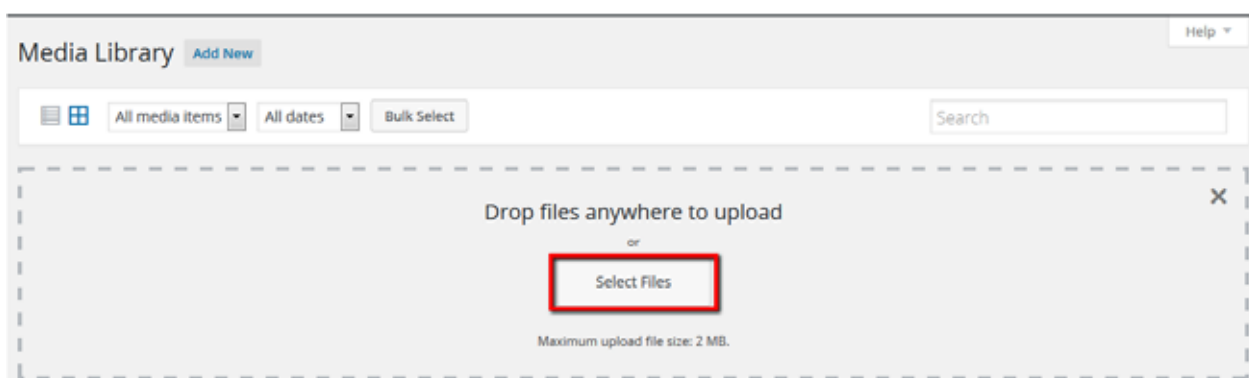 Help
Media Library Add New
All media items All dates Bulk Select Search
Drop files anywhere to upload
or
Select Files
Maximum upload file size: 2 MB.